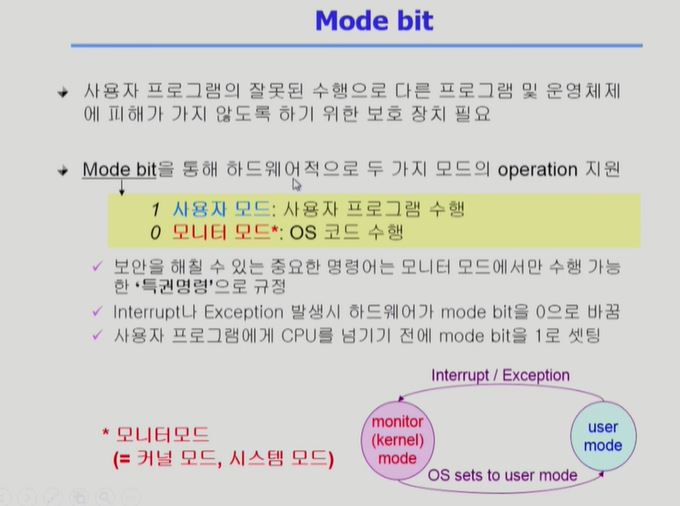 Mode bit
사용자 프로그램의 잘못된 수행으로 다른 프로그램 및 운영체제
에 피해가 가지 않도록 하기 위한 보호 장치 필요
Mode bit을 통해 하드웨어적으로 두 가지 모드의 operation 지원
1 사용자 모드: 사용자 프로그램 수행
0 모니터 모드*: OS 코드 수행
보안을 해칠 수 있는 중요한 명령어는 모니터 모드에서만 수행 가능
한 ‘특권명령’으로 규정
Interrupt나 Exception 발생시 하드웨어가 mode bit을 0으로 바꿈
사용자 프로그램에게 CPU를 넘기기 전에 mode bit을 1로 셋팅
Interrupt / Exception
monitor
(kernel)
mode
user
mode
OS sets to user mode
* 모니터모드
(= 커널 모드, 시스템 모드)